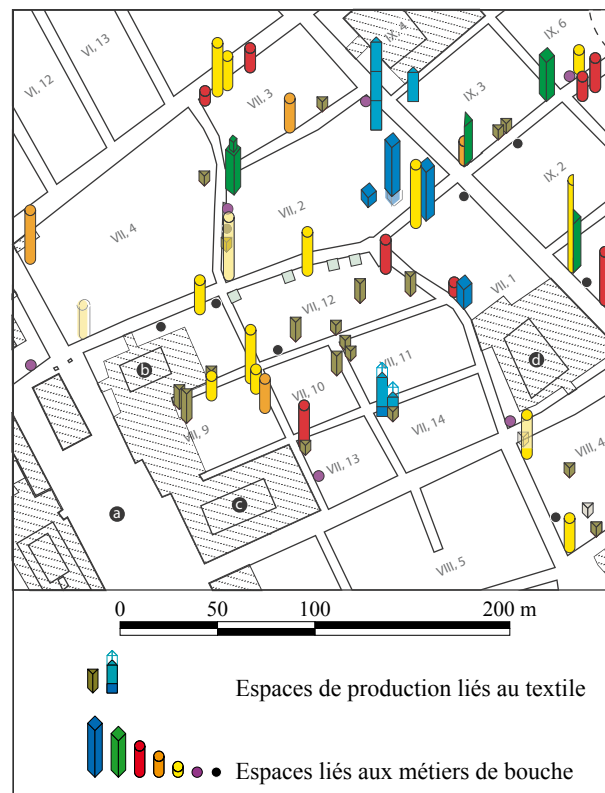 VI, 12
VI, 13
VII, 3
IX, 4
IX, 6
IX, 3
IX, 2
VII, 4
VII, 2
VII, 1
VII, 12
b
VII, 11
d
VII, 10
VII, 9
VII, 14
VIII, 4
VII, 13
c
a
VIII, 5
0 50 100 200 m
Espaces de production liés au textile
Espaces liés aux métiers de bouche